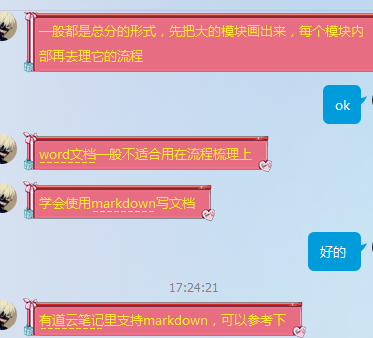 一般都是总分的形式，先把大的模块画出来，每个模块内
部再去理它的流程
ok
word文档一般不适合用在流程梳理上
学会使用markdown写文档
好的
17:24:21
有道云笔记里支持markdown，可以参考下